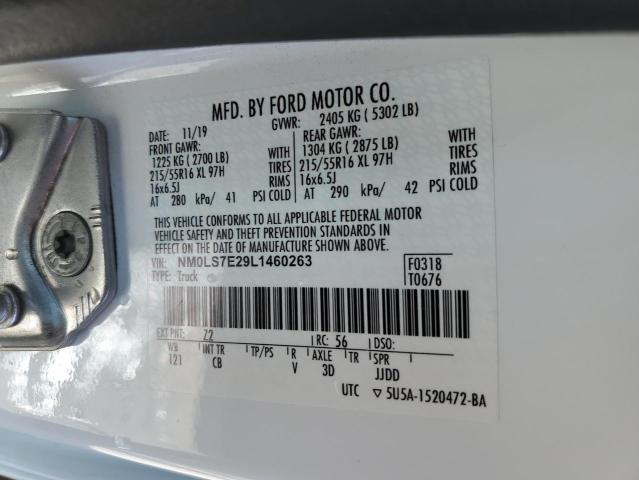 MFD. BY FORD MOTOR CO.
DATE: 11/19 GVWR: 2405 KG ( 5302 LB)
FRONT GAWR: REAR GAWR:
1225 KG ( 2700 LB) WITH 1304 KG ( 2875 LB) WITH
215/55R16 XL 97H TIRES 215/55R16 XL 97H TIRES
16x6.5J RIMS 16x6.5J RIMS
AT 280 kPa/ 41 PSI COLD AT 290 kPa/ 42 PSI COLD
THIS VEHICLE CONFORMS TO ALL APPLICABLE FEDERAL MOTOR
VEHICLE SAFETY AND THEFT PREVENTION STANDARDS IN
EFFECT ON THE DATE OF MANUFACTURE SHOWN ABOVE.
VIN: NM0LS7E29L1460263 F0318
TYPE: Truck T0676
EXT PNT: Z2 RC: 56 DSO:
WB INT TR TP/PS R AXLE TR SPR
121 CB V 3D JJDD
UTC ▽ 5U5A-1520472-BA